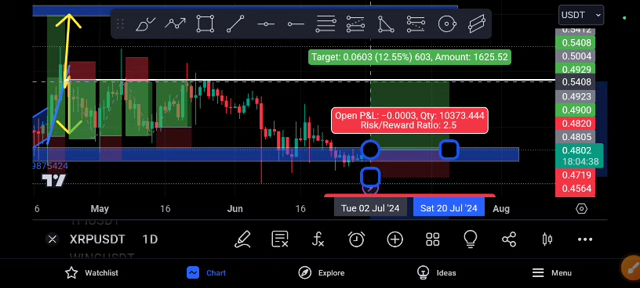 USDT
0.5412
0.5408
0.5004
0.4929
0.5408
0.4923
0.4900
0.4820
0.4805
0.4802
18:04:38
0.4719
0.4564
Target: 0.0603 (12.55%) 603, Amount: 1625.52
Open P&L: −0.0003, Qty: 10373.444
Risk/Reward Ratio: 2.5
9875424
6 May 16 Jun Tue 02 Jul '24 Sat 20 Jul '24 Aug
XRPUSDT 1D
Watchlist Chart Explore Ideas Menu